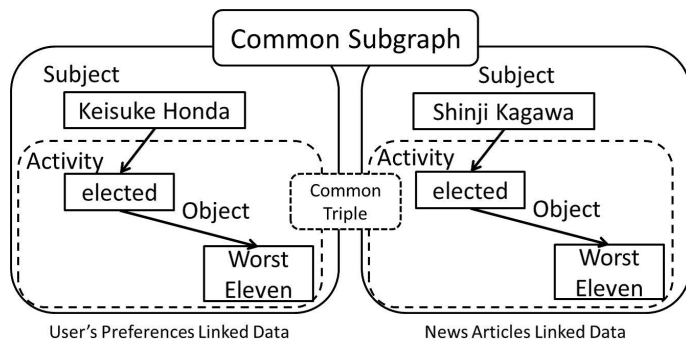 Common Subgraph
Subject
Keisuke Honda
Activity
elected
Object
Worst
Eleven
User's Preferences Linked Data
Common
Triple
Subject
Shinji Kagawa
Activity
elected
Object
Worst
Eleven
News Articles Linked Data